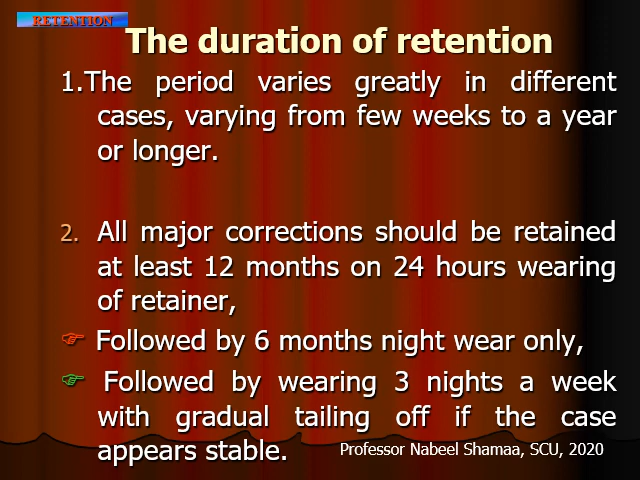 RETENTION
The duration of retention
1.The period varies greatly in different
cases, varying from few weeks to a year
or longer.
2. All major corrections should be retained
at least 12 months on 24 hours wearing
of retainer,
☞ Followed by 6 months night wear only,
☞ Followed by wearing 3 nights a week
with gradual tailing off if the case
appears stable.
Professor Nabeel Shamaa, SCU, 2020